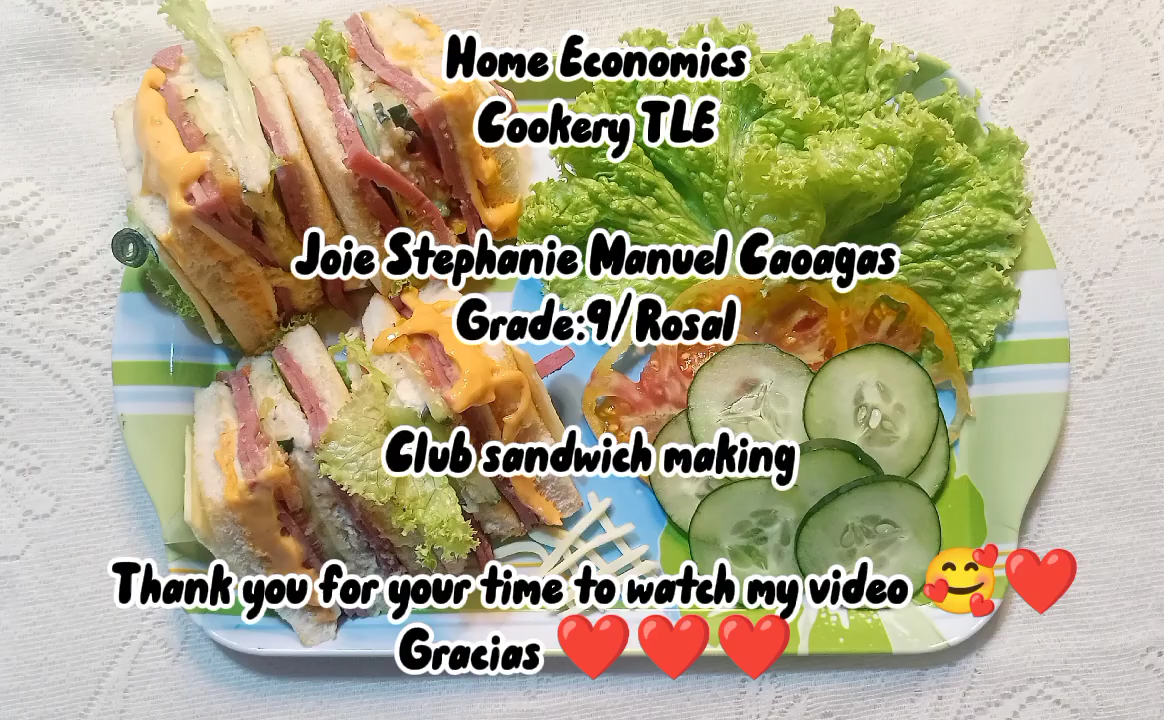 Home Economics
Cookery TLE
Joie Stephanie Manuel Caoagas
Grade:9/Rosal
Club sandwich making
Thank you for your time to watch my video 🥰❤️
Gracias ❤️❤️❤️